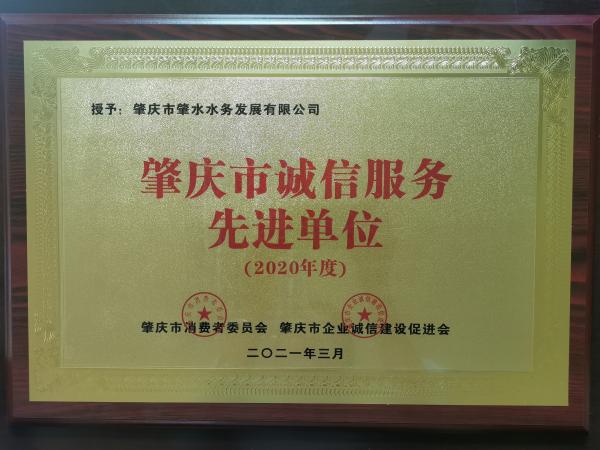 授予：肇庆市肇水水务发展有限公司
肇庆市诚信服务
先进单位
(2020年度)
肇庆市消费者委员会 肇庆市企业诚信建设促进会
二〇二一年三月